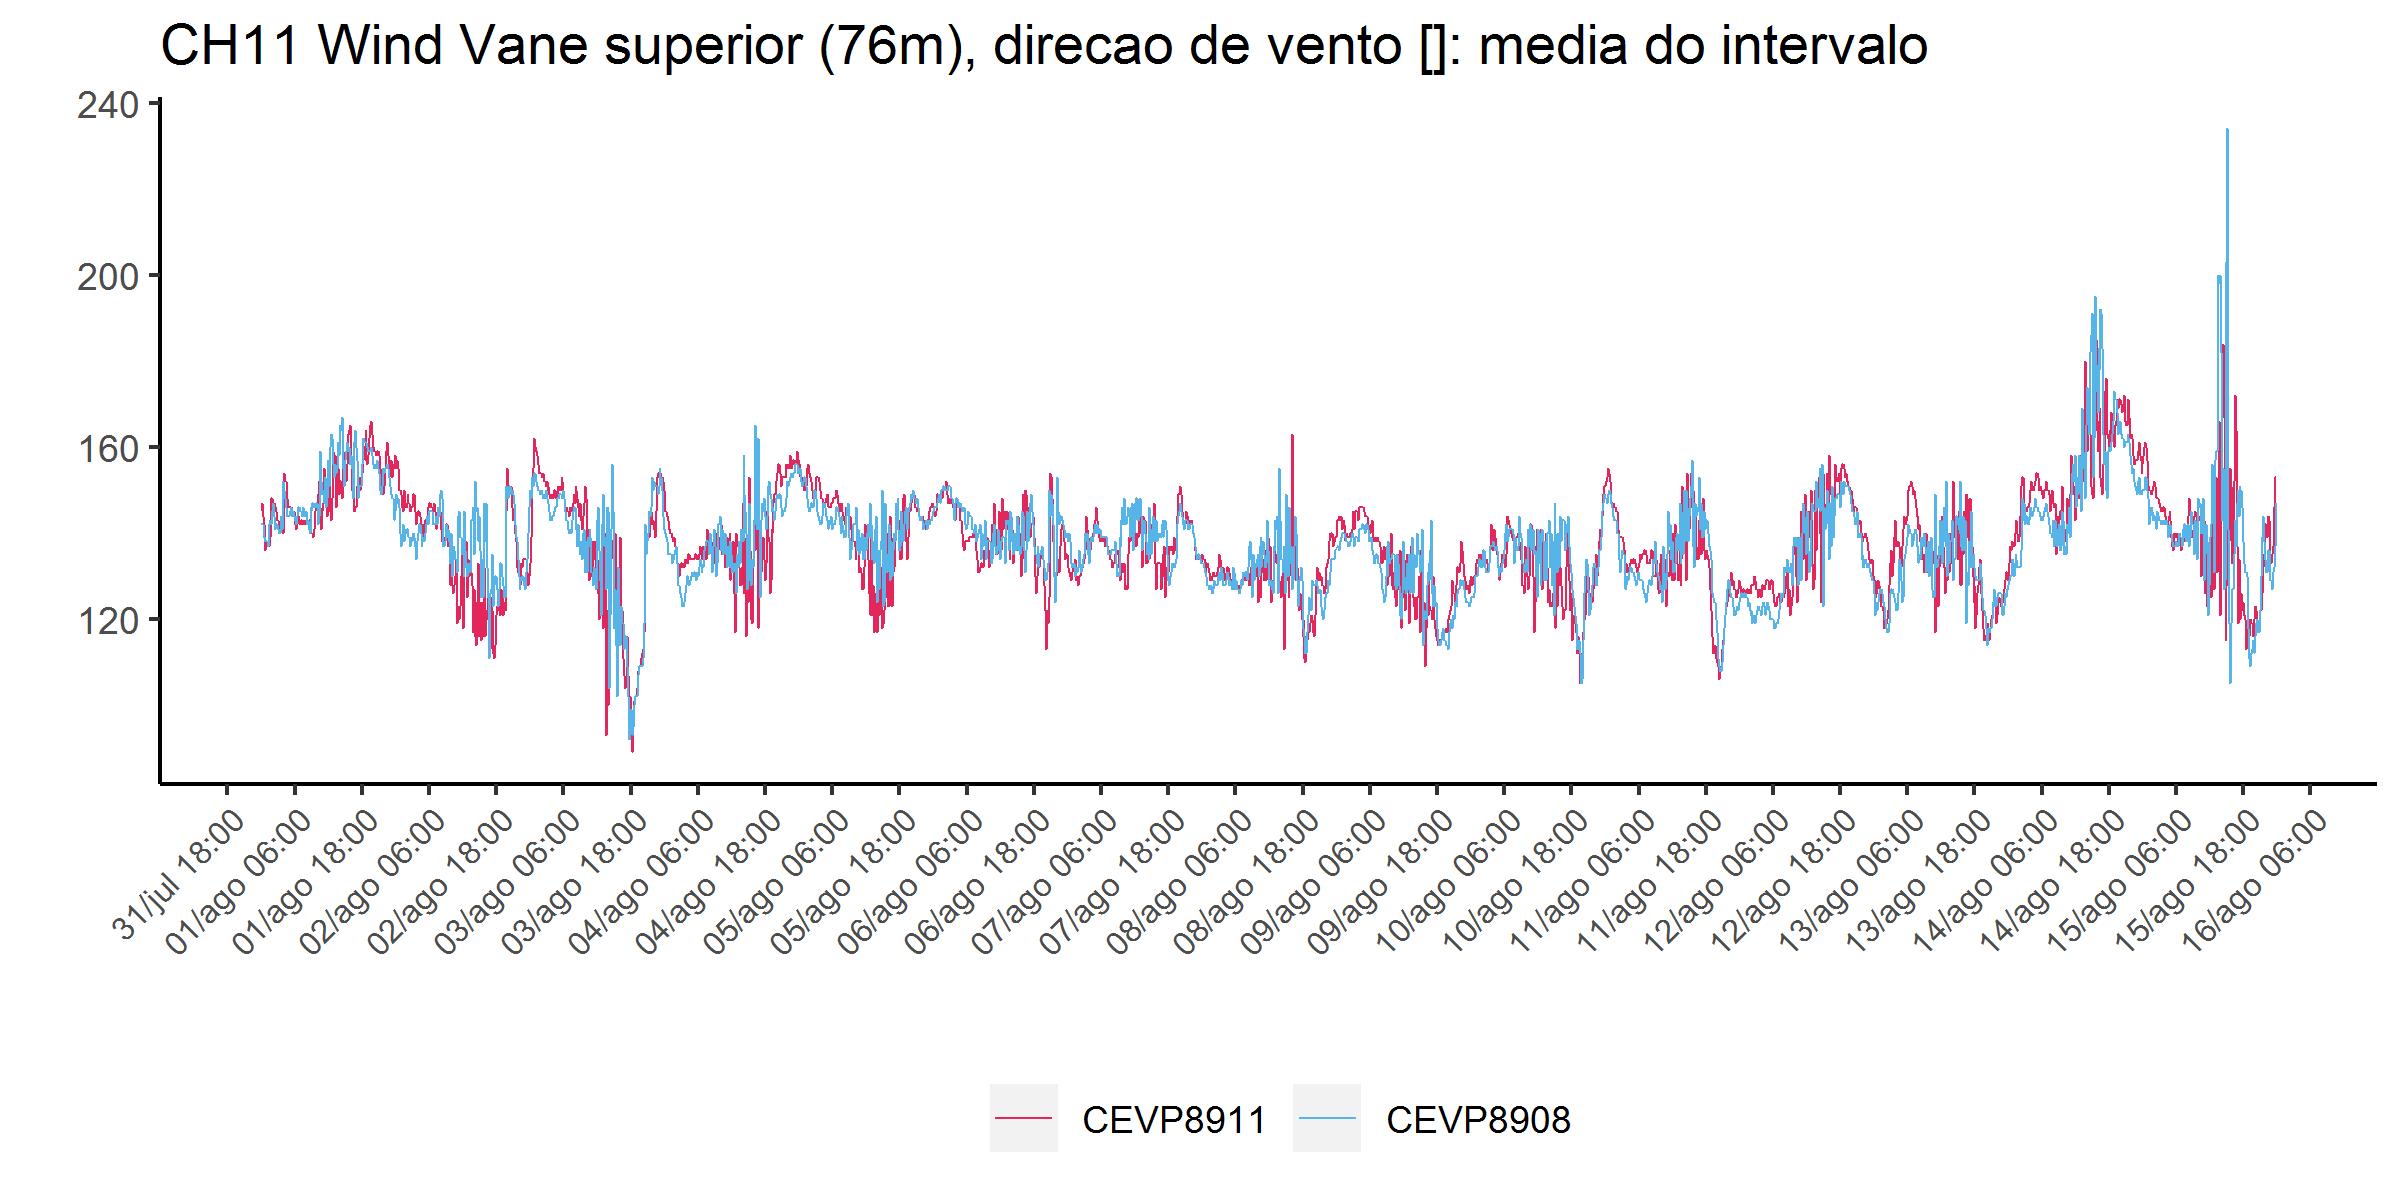 CH11 Wind Vane superior (76m), direcao de vento []: media do intervalo
240
200
160
120
31/jul 18:00
01/ago 06:00
01/ago 18:00
02/ago 06:00
02/ago 18:00
03/ago 06:00
03/ago 18:00
04/ago 06:00
04/ago 18:00
05/ago 06:00
05/ago 18:00
06/ago 06:00
06/ago 18:00
07/ago 06:00
07/ago 18:00
08/ago 06:00
08/ago 18:00
09/ago 06:00
09/ago 18:00
10/ago 06:00
10/ago 18:00
11/ago 06:00
11/ago 18:00
12/ago 06:00
12/ago 18:00
13/ago 06:00
13/ago 18:00
14/ago 06:00
14/ago 18:00
15/ago 06:00
15/ago 18:00
16/ago 06:00
CEVP8911
CEVP8908